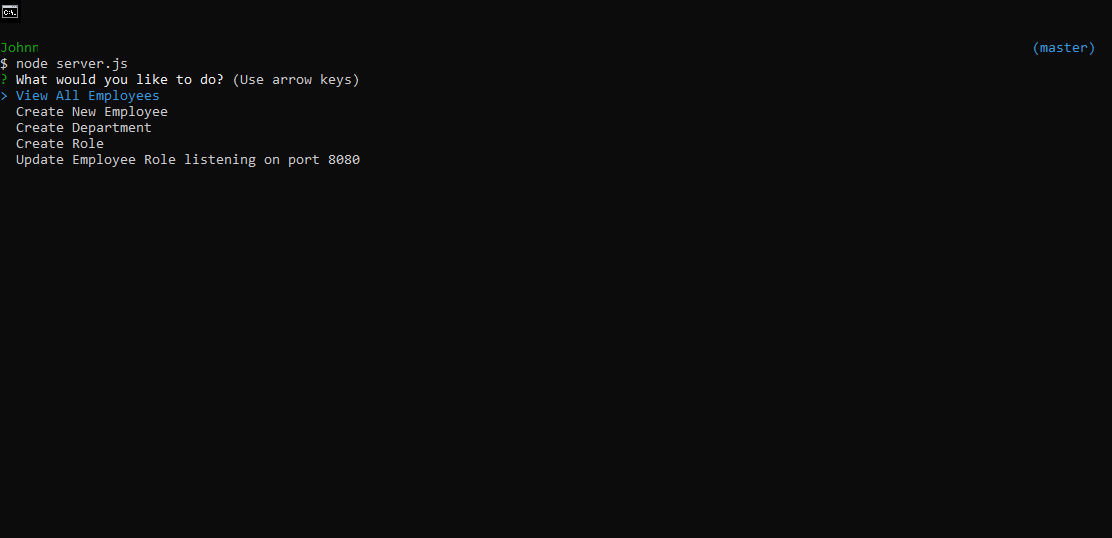 Johnn (master)
$ node server.js
? What would you like to do? (Use arrow keys)
> View All Employees
Create New Employee
Create Department
Create Role
Update Employee Role listening on port 8080